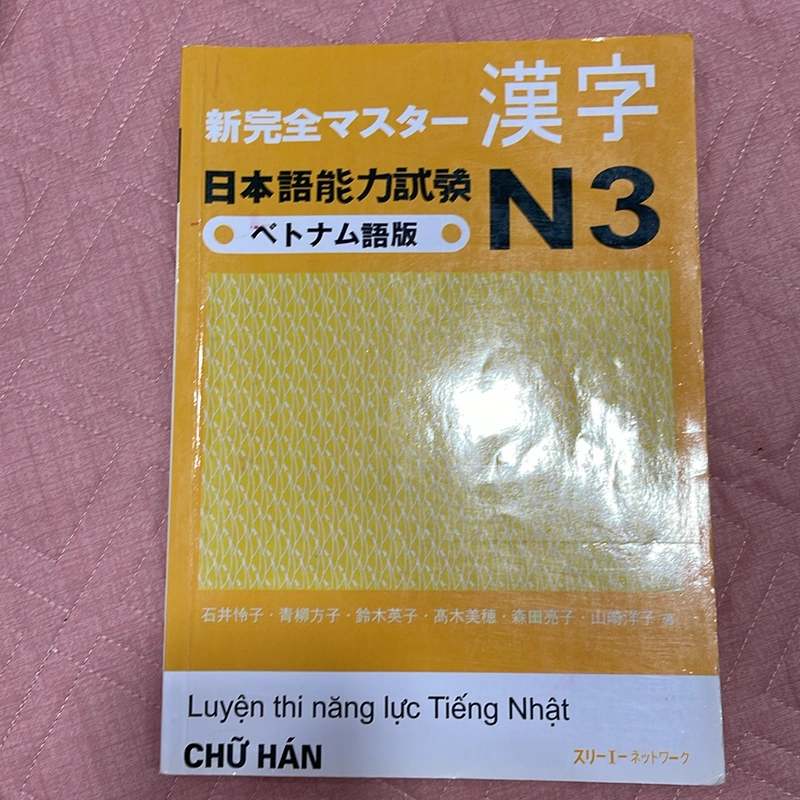 新完全マスター 漢字
日本語能力試験 N3
ベトナム語版
石井怜子・青柳方子・鈴木英子・髙木美穂・森田亮子・山崎洋子 著
Luyện thi năng lực Tiếng Nhật
CHỮ HÁN
スリーエーネットワーク